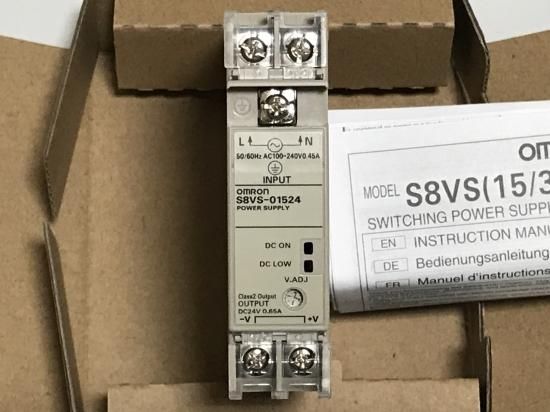 L N
50/60Hz AC100-240V0.45A
INPUT
OMRON
S8VS-01524
POWER SUPPLY
DC ON
DC LOW
V.ADJ
Class2 Output
OUTPUT
DC24V 0.65A
-V +V
MODEL S8VS(15/3
SWITCHING POWER SUPP
EN INSTRUCTION MANU
DE Bedienungsanleitung
FR Manuel d'instructions